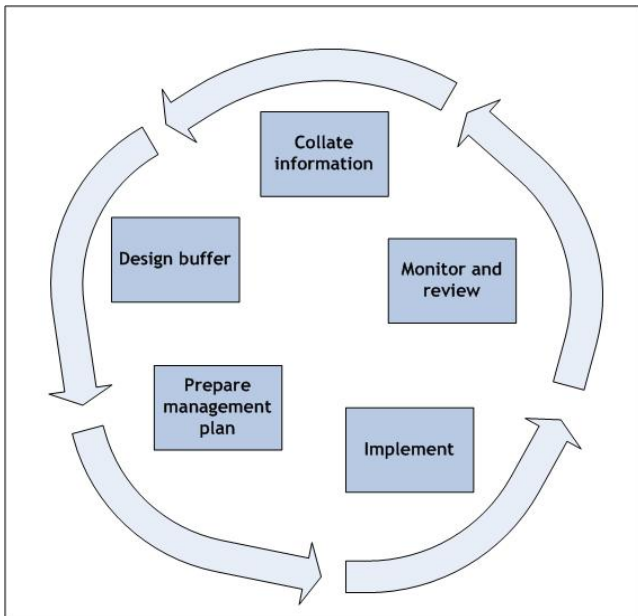 Collate
information
Design buffer
Monitor and
review
Prepare
management
plan
Implement